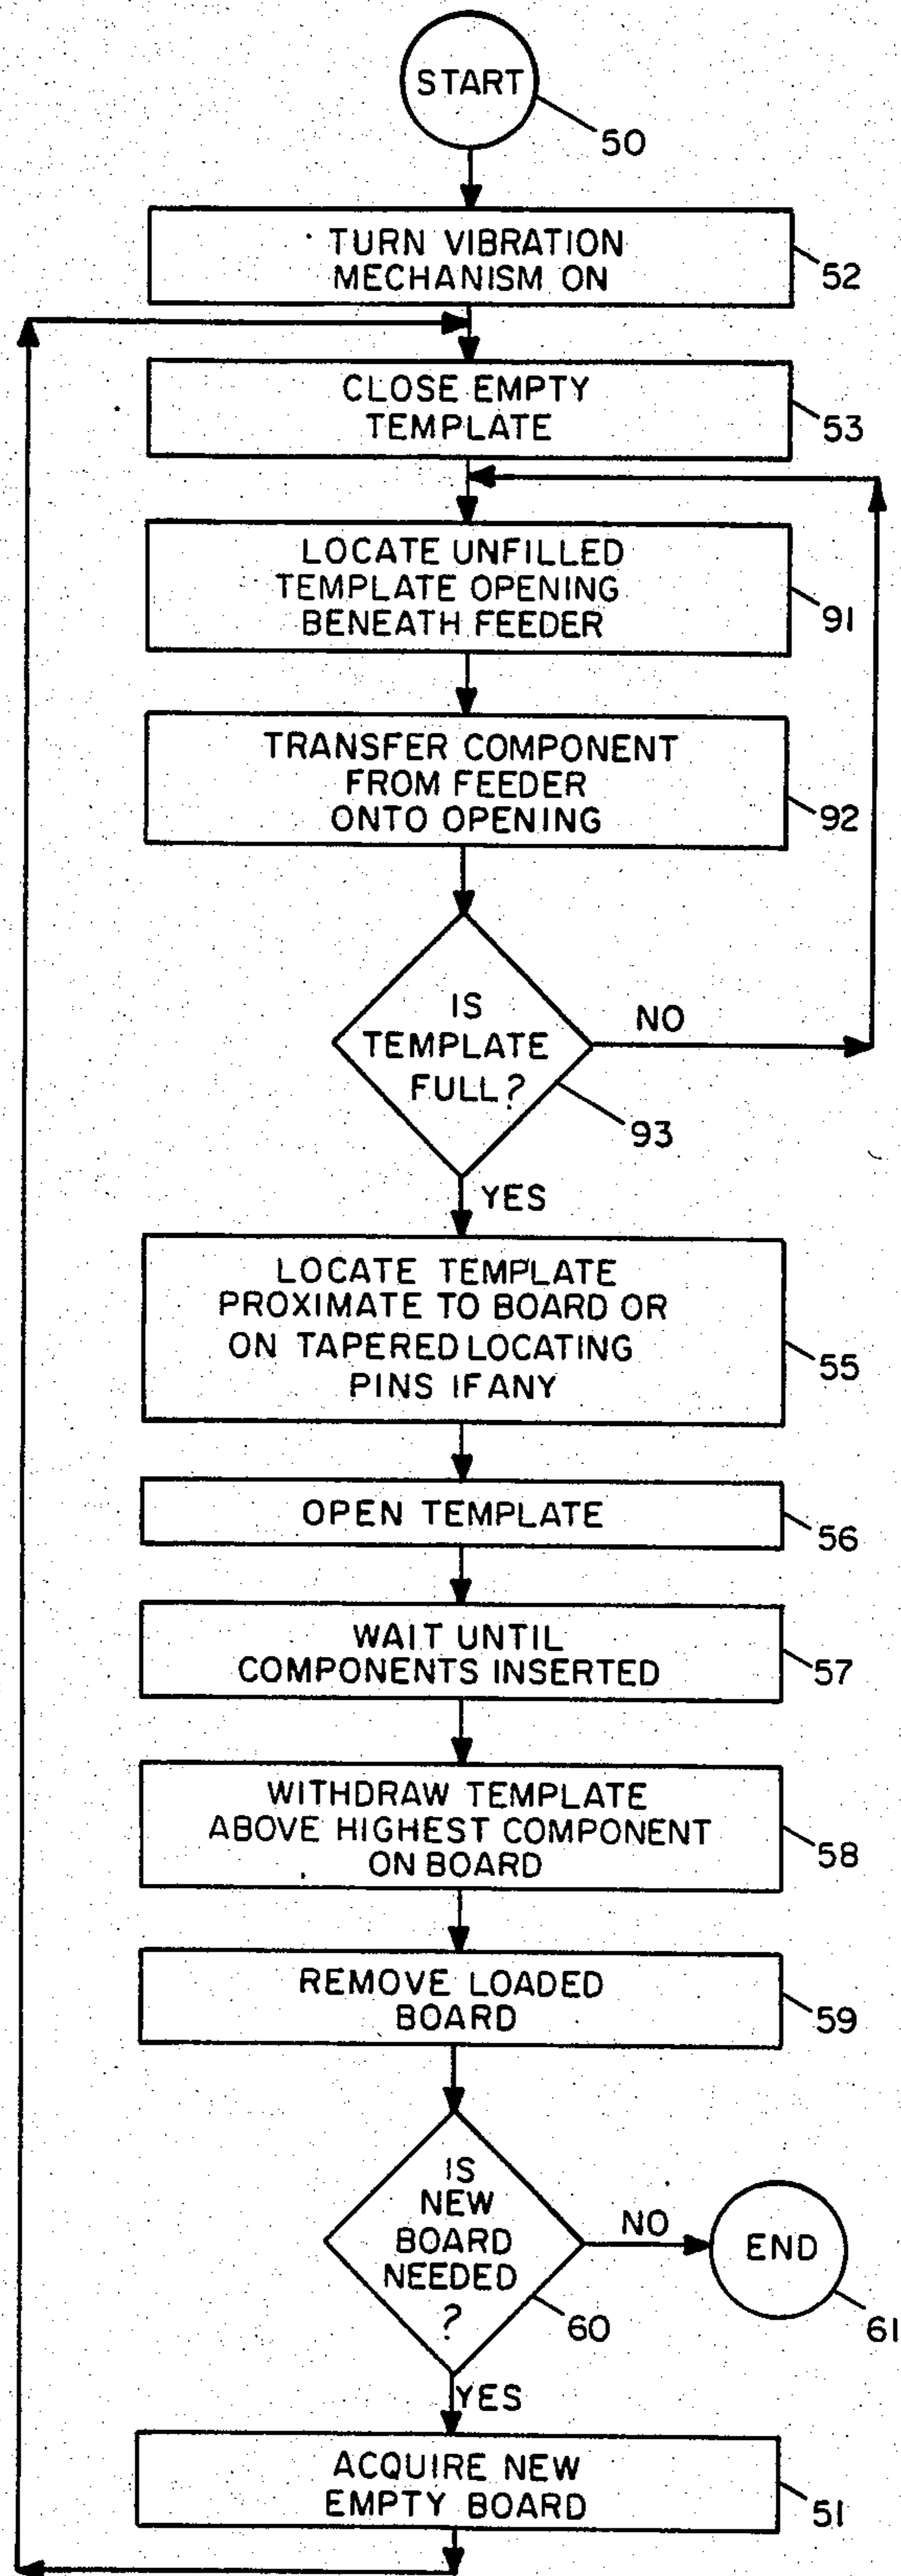 START
50
TURN VIBRATION
MECHANISM ON
52
CLOSE EMPTY
TEMPLATE
53
LOCATE UNFILLED
TEMPLATE OPENING
BENEATH FEEDER
91
TRANSFER COMPONENT
FROM FEEDER
ONTO OPENING
92
IS
TEMPLATE
FULL?
NO
93
YES
LOCATE TEMPLATE
PROXIMATE TO BOARD OR
ON TAPERED LOCATING
PINS IF ANY
55
OPEN TEMPLATE
56
WAIT UNTIL
COMPONENTS INSERTED
57
WITHDRAW TEMPLATE
ABOVE HIGHEST COMPONENT
ON BOARD
58
REMOVE LOADED
BOARD
59
IS
NEW
BOARD
NEEDED
?
NO
END
60
61
YES
ACQUIRE NEW
EMPTY BOARD
51